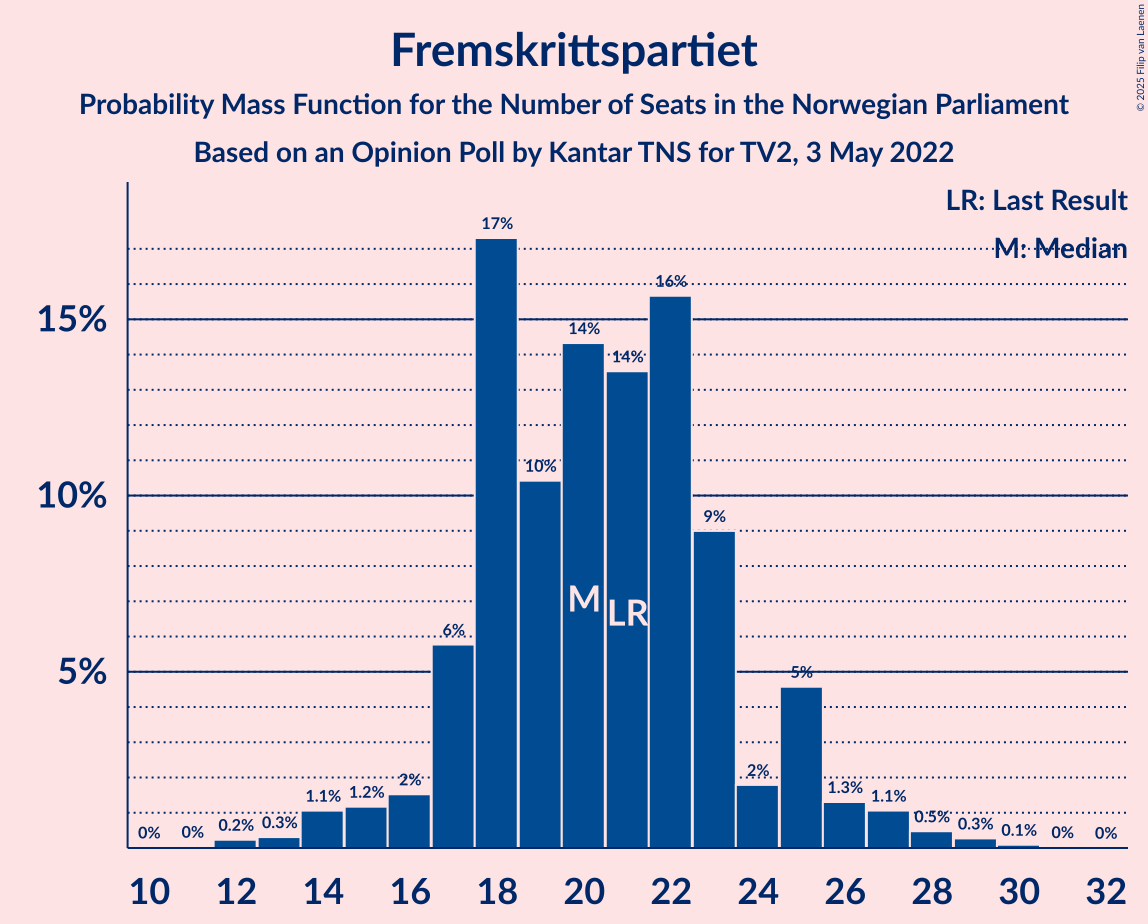 Fremskrittspartiet
Probability Mass Function for the Number of Seats in the Norwegian Parliament
Based on an Opinion Poll by Kantar TNS for TV2, 3 May 2022
© 2025 Filip van Laenen
LR: Last Result
M: Median
15%
10%
5%
0%
0%
0.2%
0.3%
1.1%
1.2%
2%
6%
17%
10%
14%
14%
16%
9%
2%
5%
1.3%
1.1%
0.5%
0.3%
0.1%
0%
0%
M
LR
10 12 14 16 18 20 22 24 26 28 30 32